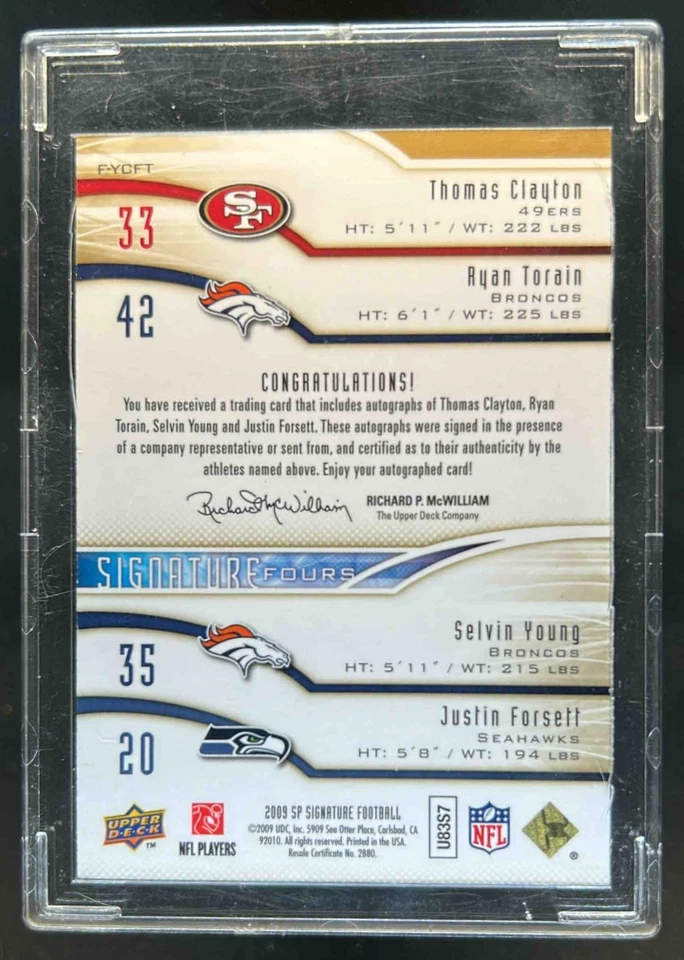 F-YCFT
33
SF
Thomas Clayton
49ERS
HT: 5´11˝ / WT: 222 LBS
42
Ryan Torain
BRONCOS
HT: 6´1˝ / WT: 225 LBS
CONGRATULATIONS!
You have received a trading card that includes autographs of Thomas Clayton, Ryan
Torain, Selvin Young and Justin Forsett. These autographs were signed in the presence
of a company representative or sent from, and certified as to their authenticity by the
athletes named above. Enjoy your autographed card!
Richard McWilliam
RICHARD P. McWILLIAM
The Upper Deck Company
SIGNATURE FOURS
35
Selvin Young
BRONCOS
HT: 5´11˝ / WT: 215 LBS
20
Justin Forsett
SEAHAWKS
HT: 5´8˝ / WT: 194 LBS
UPPER
DECK
TM
NFL PLAYERS
2009 SP SIGNATURE FOOTBALL
©2009 UDC, Inc. 5909 Sea Otter Place, Carlsbad, CA
92010. All rights reserved. Printed in the USA.
Resale Certificate No. 2880.
U83S7
NFL
®